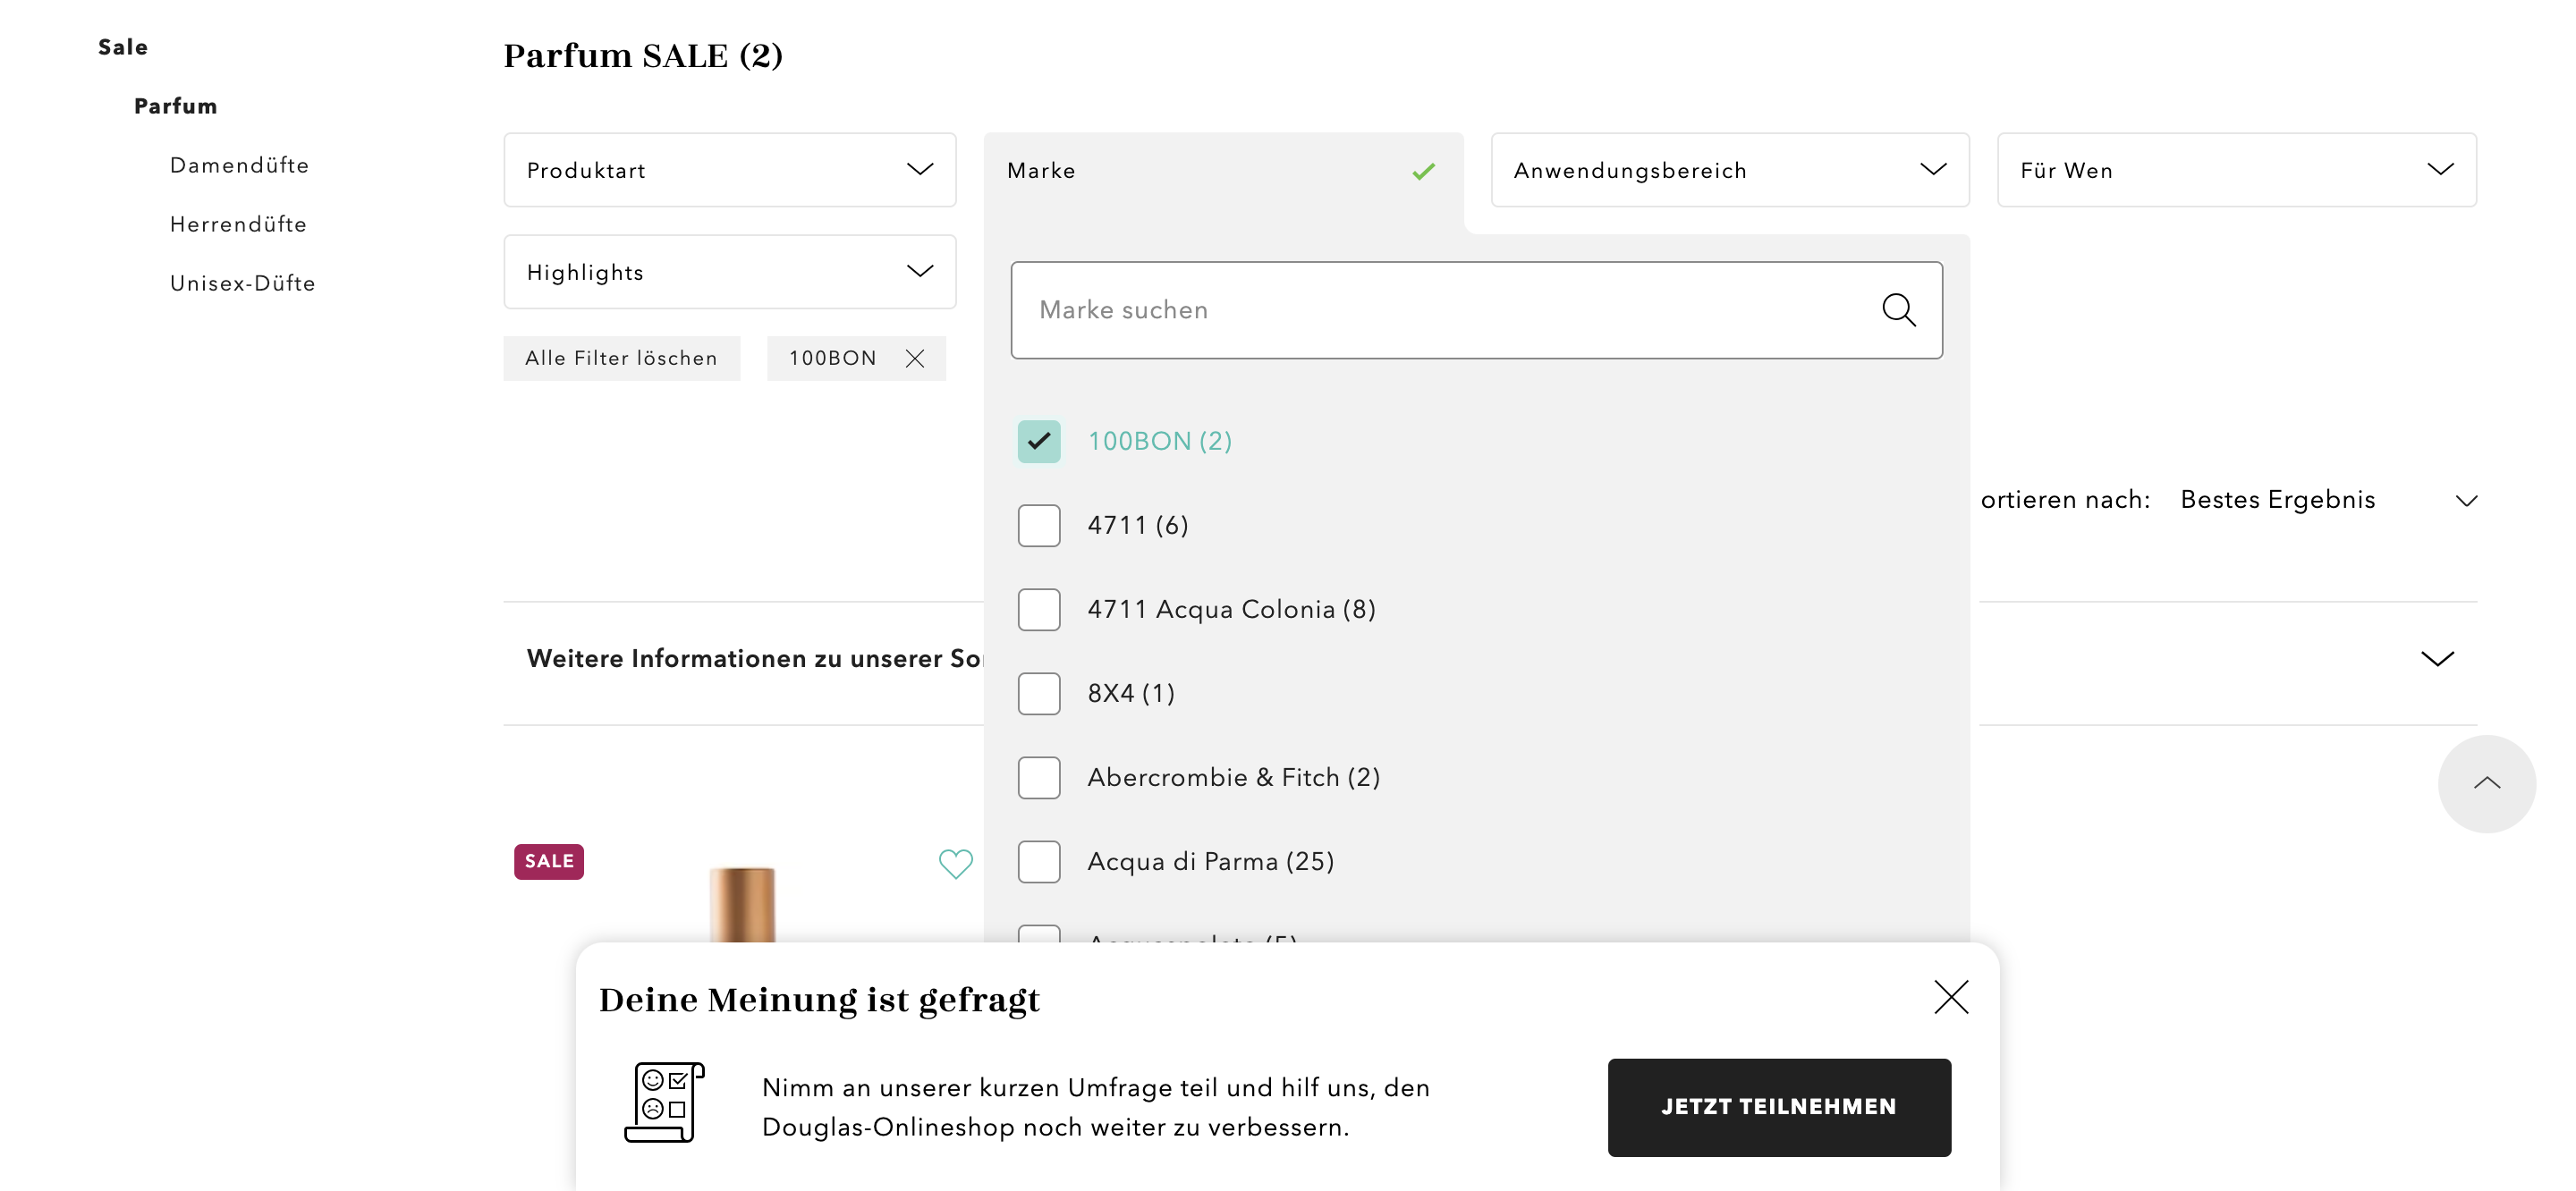 Sale
Parfum
Damendüfte
Herrendüfte
Unisex-Düfte
Parfum SALE (2)
Produktart
Marke
Anwendungsbereich
Für Wen
Highlights
Alle Filter löschen
100BON
Marke suchen
100BON (2)
4711 (6)
4711 Acqua Colonia (8)
8X4 (1)
Abercrombie & Fitch (2)
Acqua di Parma (25)
ortieren nach: Bestes Ergebnis
Weitere Informationen zu unserer
SALE
Deine Meinung ist gefragt
Nimm an unserer kurzen Umfrage teil und hilf uns, den
Douglas-Onlineshop noch weiter zu verbessern.
JETZT TEILNEHMEN